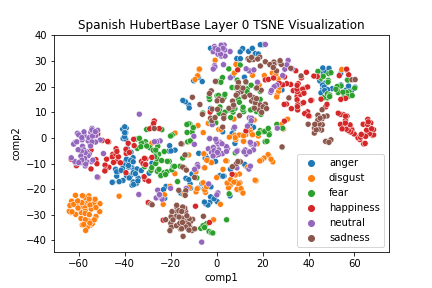 Spanish HubertBase Layer 0 TSNE Visualization
40
30
20
10
0
−10
−20
−30
−40
comp2
−60
−40
−20
0
20
40
60
comp1
anger
disgust
fear
happiness
neutral
sadness